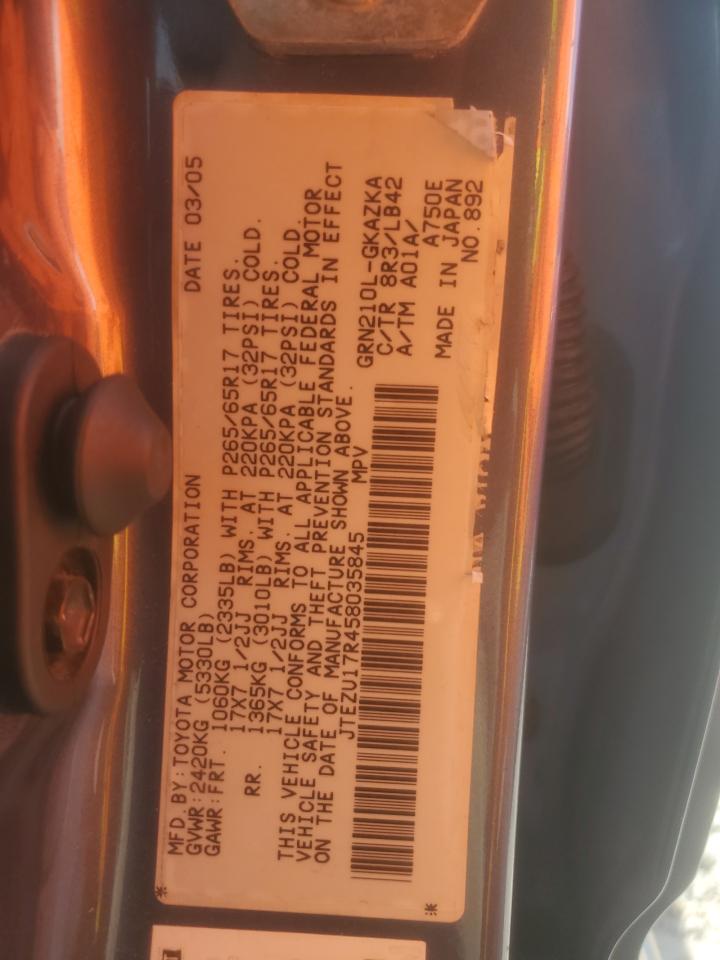 MFD.BY:TOYOTA MOTOR CORPORATION DATE 03/05
GVWR:2420KG (5330LB)
GAWR:FRT. 1060KG (2335LB) WITH P265/65R17 TIRES.
17X7 1/2JJ RIMS. AT 220KPA (32PSI) COLD.
RR. 1365KG (3010LB) WITH P265/65R17 TIRES.
17X7 1/2JJ RIMS. AT 220KPA (32PSI) COLD.
THIS VEHICLE CONFORMS TO ALL APPLICABLE FEDERAL MOTOR
VEHICLE SAFETY AND THEFT PREVENTION STANDARDS IN EFFECT
ON THE DATE OF MANUFACTURE SHOWN ABOVE.
JTEZU17R458035845 MPV
GRN210L-GKAZKA
C/TR 8R3/LB42
A/TM A01A/
A750E
MADE IN JAPAN
NO.892